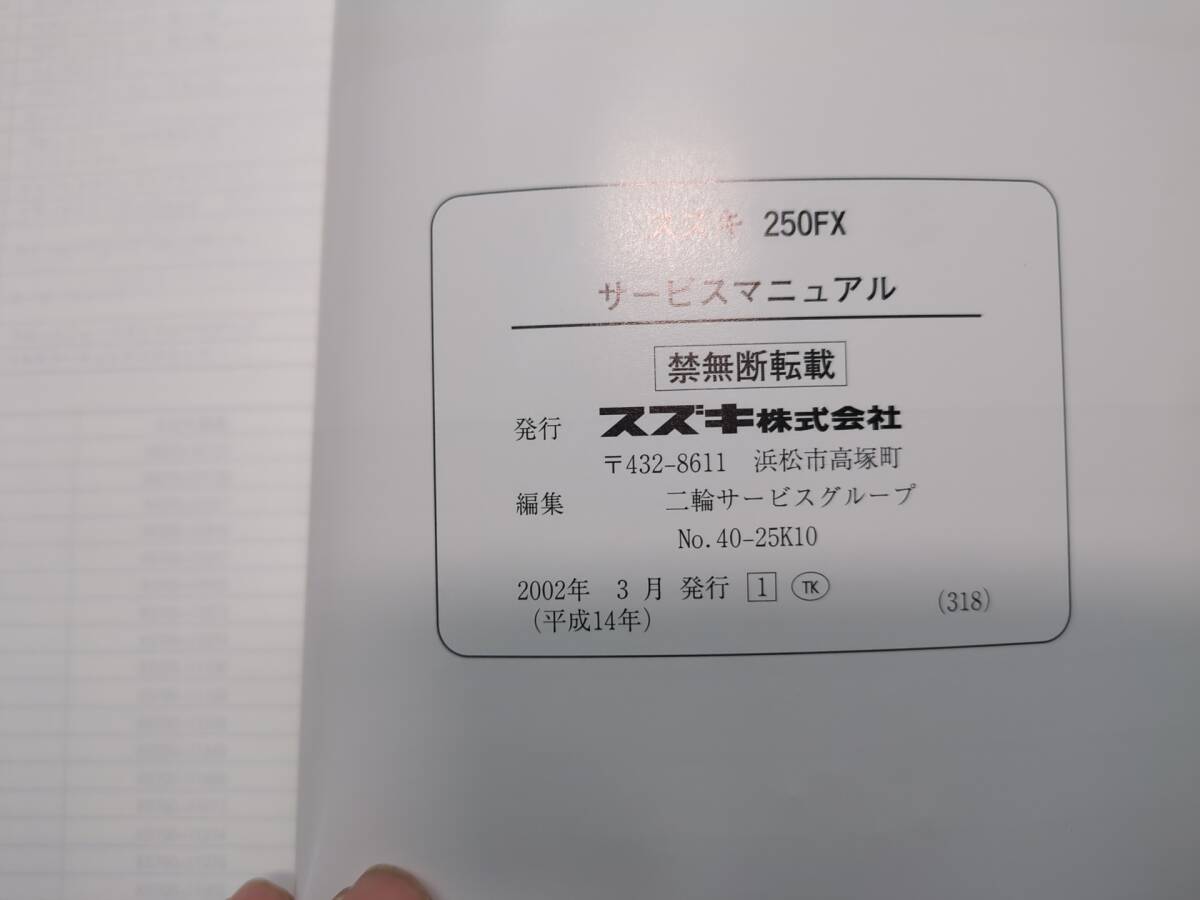 スズキ 250FX
サービスマニュアル
禁無断転載
発行 スズキ株式会社
〒432-8611 浜松市高塚町
編集 二輪サービスグループ
No.40-25K10
2002年 3月 発行 1 TK
(平成14年)
(318)